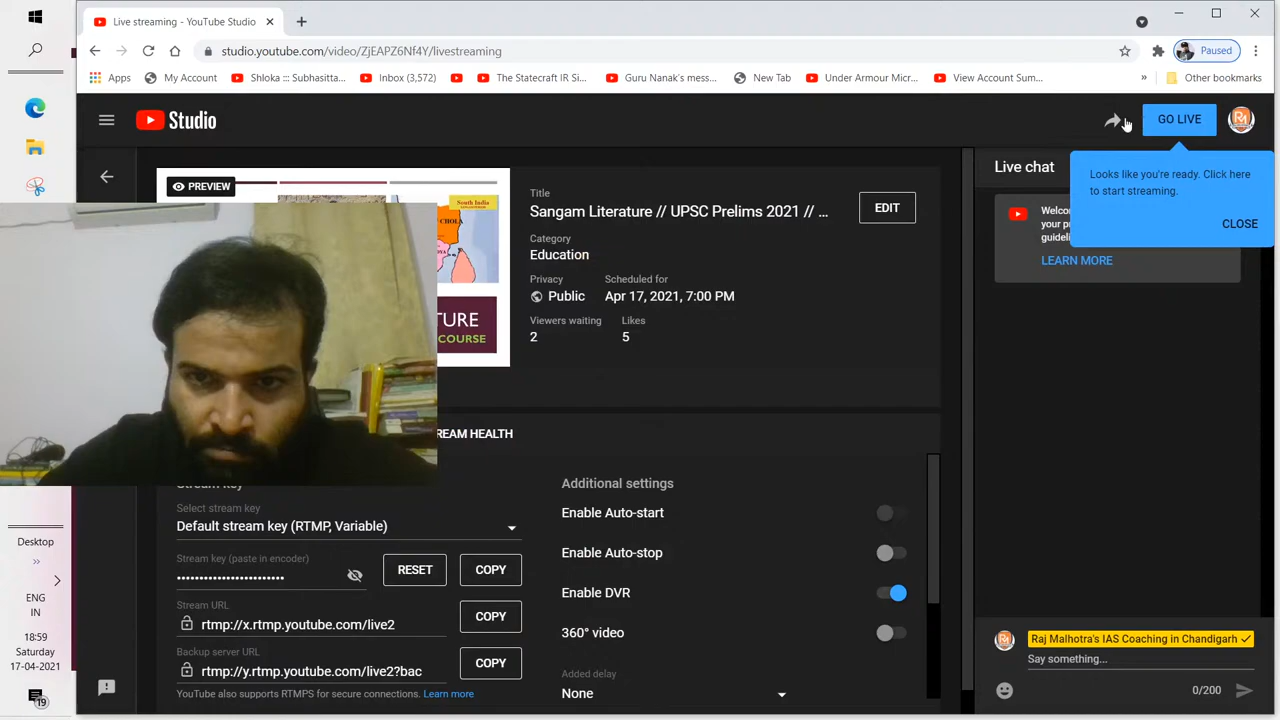 Live streaming - YouTube Studio
studio.youtube.com/video/ZjEAPZ6Nf4Y/livestreaming
Paused
Apps
My Account
Shloka ::: Subhasitta...
Inbox (3,572)
The Statecraft IR Si...
Guru Nanak's mess...
New Tab
Under Armour Micr...
View Account Sum...
»
Other bookmarks
Studio
GO LIVE
Looks like you're ready. Click here
to start streaming.
CLOSE
PREVIEW
South India
CHOLA
TURE
COURSE
Title
Sangam Literature // UPSC Prelims 2021 // ...
EDIT
Category
Education
Privacy
Public
Scheduled for
Apr 17, 2021, 7:00 PM
Viewers waiting
2
Likes
5
REAM HEALTH
Stream key
Select stream key
Default stream key (RTMP, Variable)
Stream key (paste in encoder)
••••••••••••••••••••••••
RESET
COPY
Stream URL
rtmp://x.rtmp.youtube.com/live2
COPY
Backup server URL
rtmp://y.rtmp.youtube.com/live2?bac
COPY
YouTube also supports RTMPS for secure connections. Learn more
Additional settings
Enable Auto-start
Enable Auto-stop
Enable DVR
360° video
Added delay
None
Live chat
Welco
your pr
guideli
LEARN MORE
Raj Malhotra's IAS Coaching in Chandigarh
Say something...
0/200
Desktop
»
ENG
IN
18:59
Saturday
17-04-2021
19